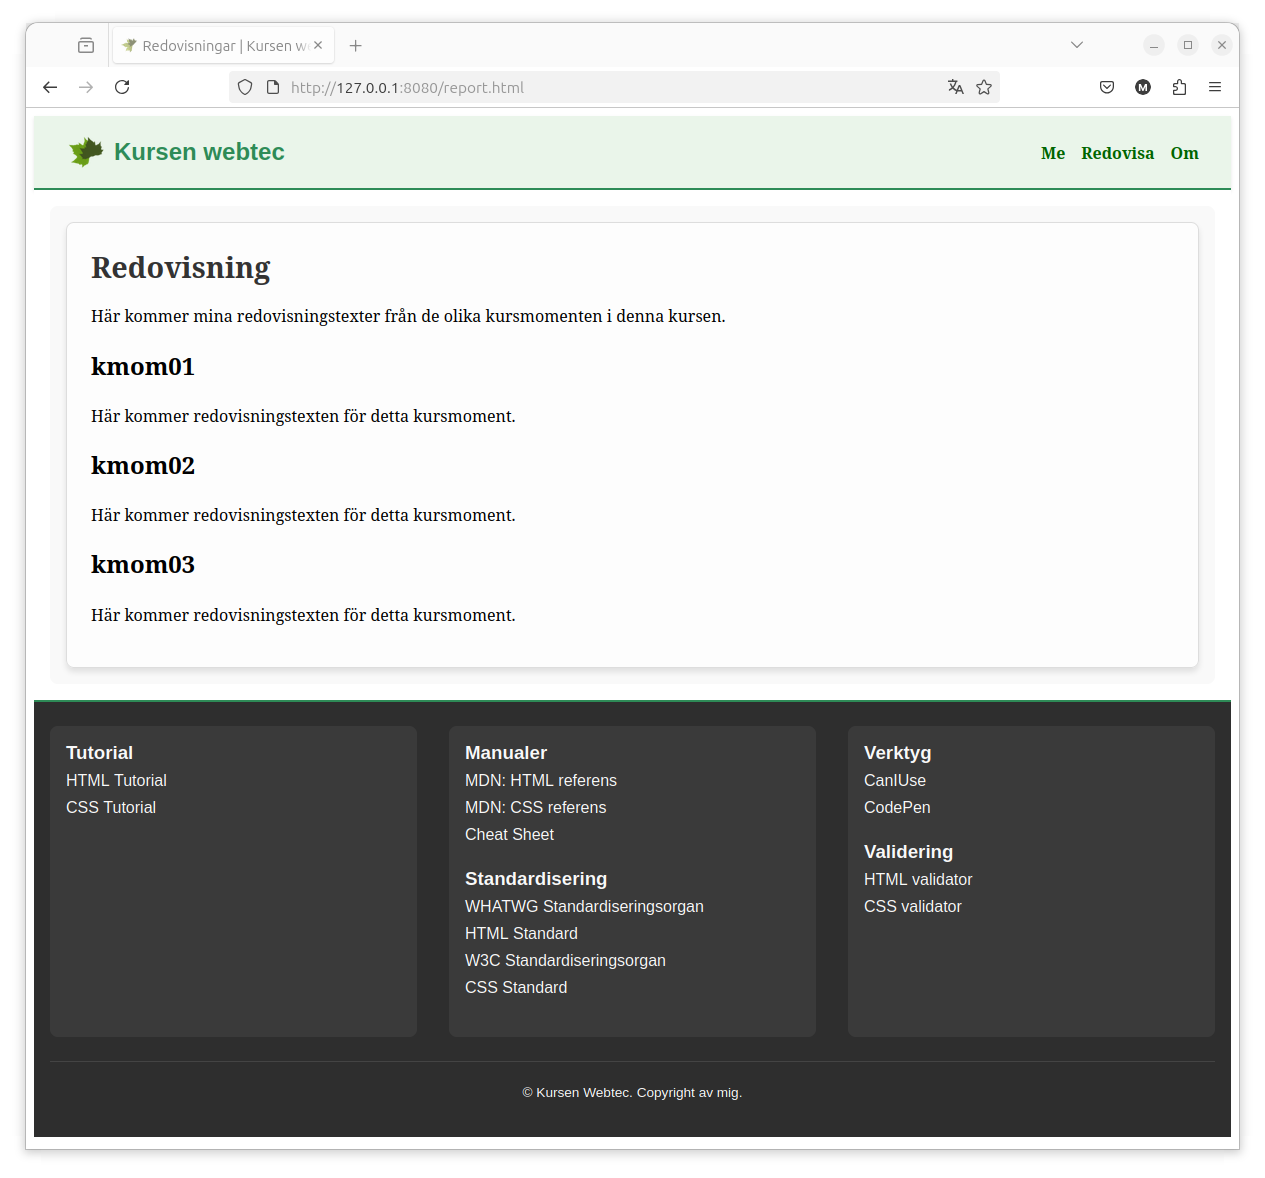 Redovisningar | Kursen w
http://127.0.0.1:8080/report.html
M
Kursen webtec
Me Redovisa Om
Redovisning
Här kommer mina redovisningstexter från de olika kursmomenten i denna kursen.
kmom01
Här kommer redovisningstexten för detta kursmoment.
kmom02
Här kommer redovisningstexten för detta kursmoment.
kmom03
Här kommer redovisningstexten för detta kursmoment.
Tutorial
HTML Tutorial
CSS Tutorial
Manualer
MDN: HTML referens
MDN: CSS referens
Cheat Sheet
Standardisering
WHATWG Standardiseringsorgan
HTML Standard
W3C Standardiseringsorgan
CSS Standard
Verktyg
CanIUse
CodePen
Validering
HTML validator
CSS validator
© Kursen Webtec. Copyright av mig.